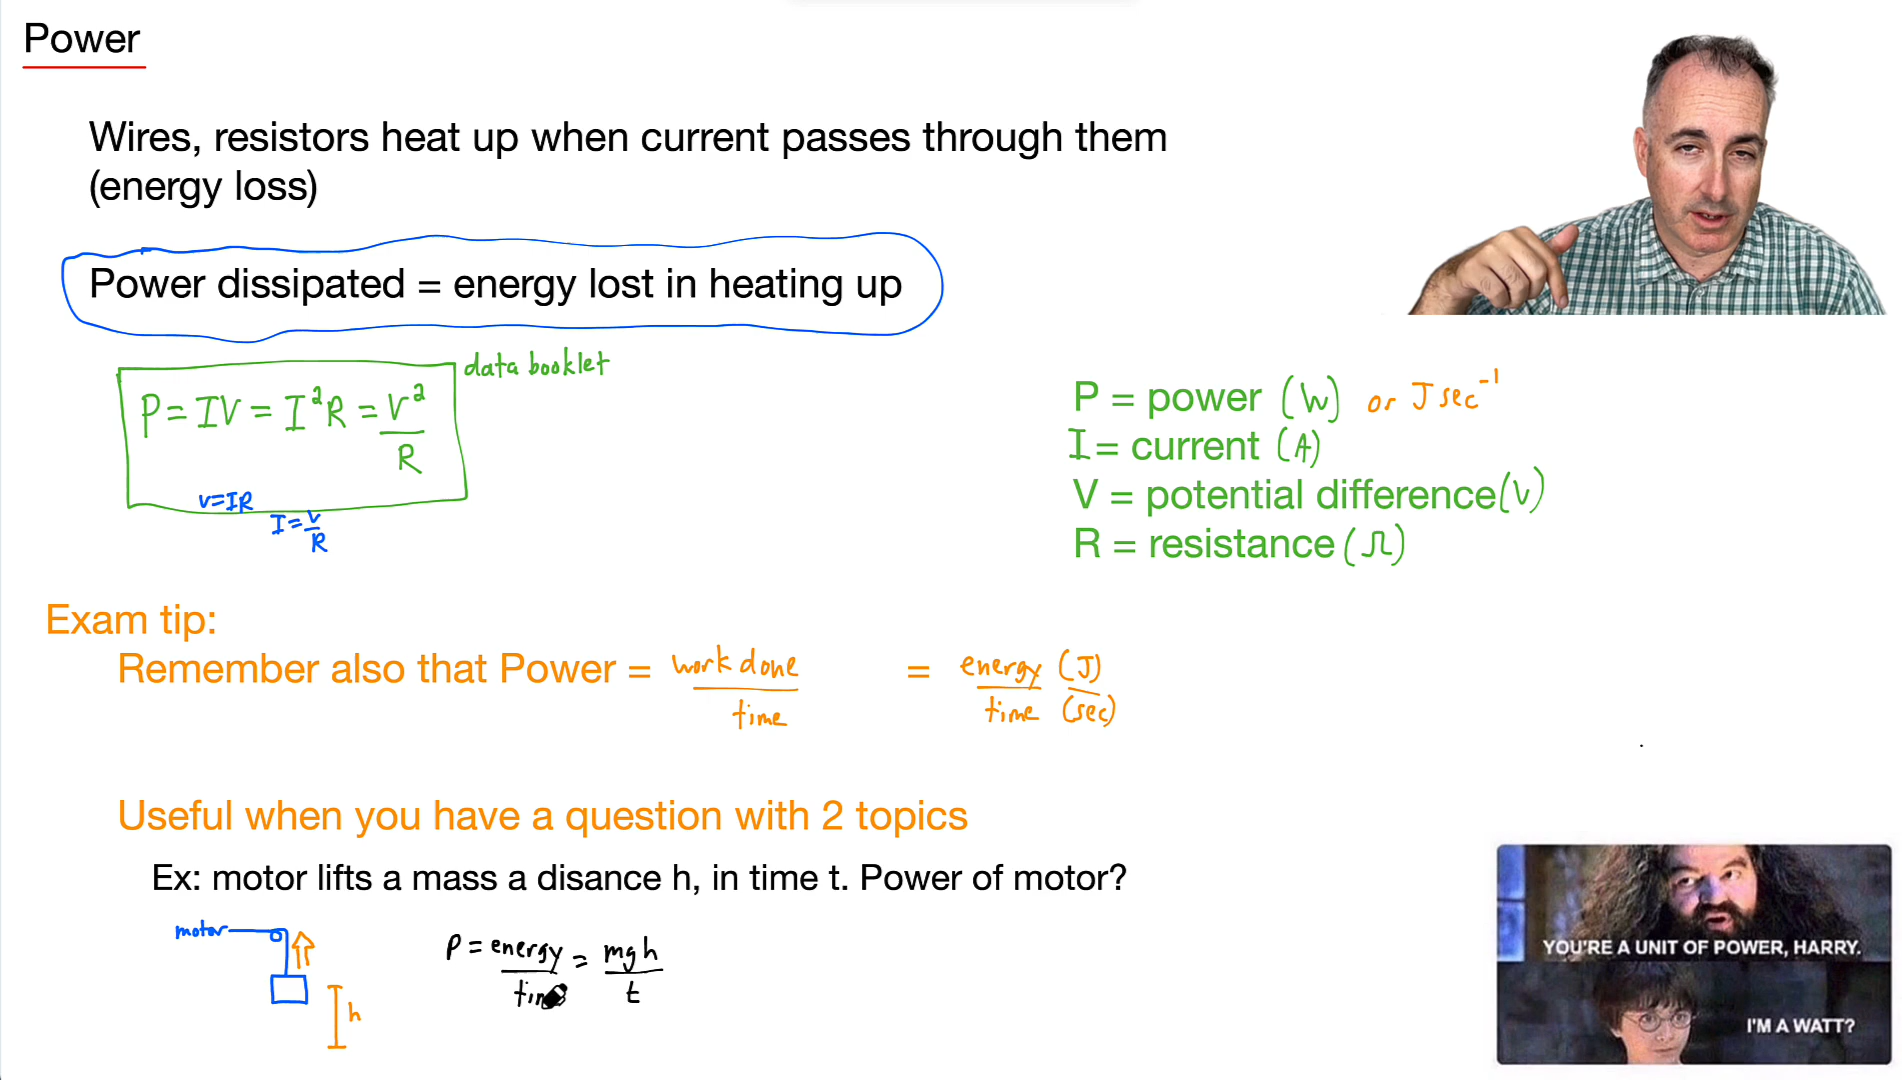 Power
Wires, resistors heat up when current passes through them
(energy loss)
Power dissipated = energy lost in heating up
data booklet
P = IV = I²R = V²/R
V=IR
I=V/R
P = power (W) or J sec⁻¹
I = current (A)
V = potential difference (V)
R = resistance (Ω)
Exam tip:
Remember also that Power = work done/time = energy (J)/time (sec)
Useful when you have a question with 2 topics
Ex: motor lifts a mass a disance h, in time t. Power of motor?
motor
h
P = energy/tim = mgh/t
YOU'RE A UNIT OF POWER, HARRY.
I'M A WATT?